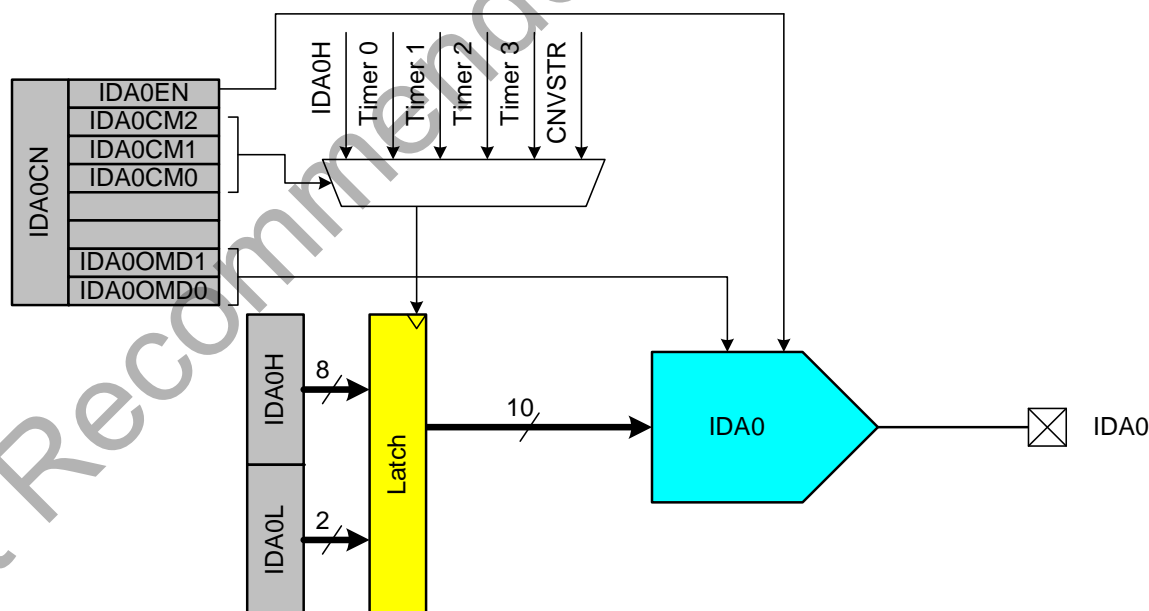 IDA0CN
IDA0EN
IDA0CM2
IDA0CM1
IDA0CM0
IDA0OMD1
IDA0OMD0
IDA0H
Timer 0
Timer 1
Timer 2
Timer 3
CNVSTR
IDA0H
IDA0L
8
2
Latch
10
IDA0
IDA0
Recommende